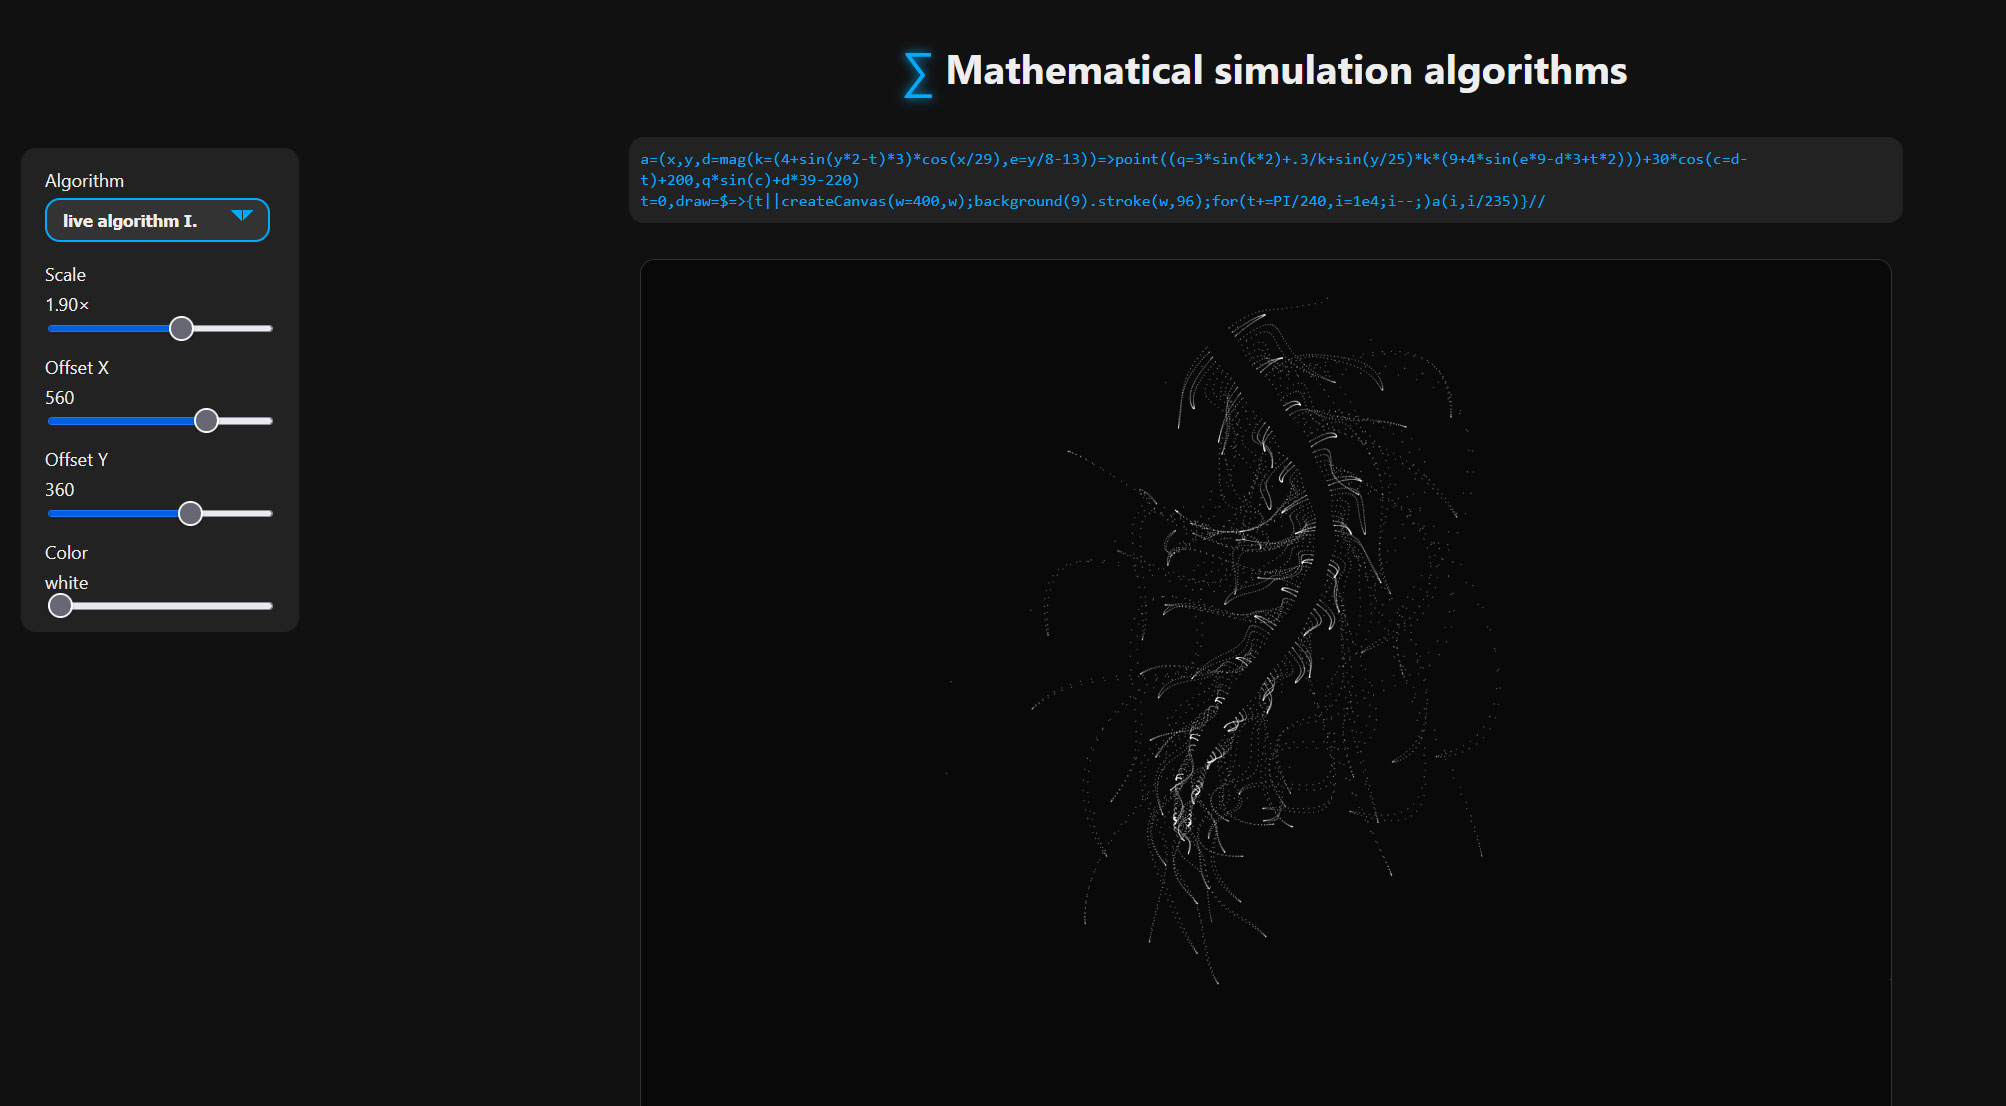 ∑ Mathematical simulation algorithms
a=(x,y,d=mag(k=(4+sin(y*2-t)*3)*cos(x/29),e=y/8-13))=>point((q=3*sin(k*2)+.3/k+sin(y/25)*k*(9+4*sin(e*9-d*3+t*2)))+30*cos(c=d-
t)+200,q*sin(c)+d*39-220)
t=0,draw=$=>{t||createCanvas(w=400,w);background(9).stroke(w,96);for(t+=PI/240,i=1e4;i--;)a(i,i/235)}//
Algorithm
live algorithm I.
Scale
1.90×
Offset X
560
Offset Y
360
Color
white